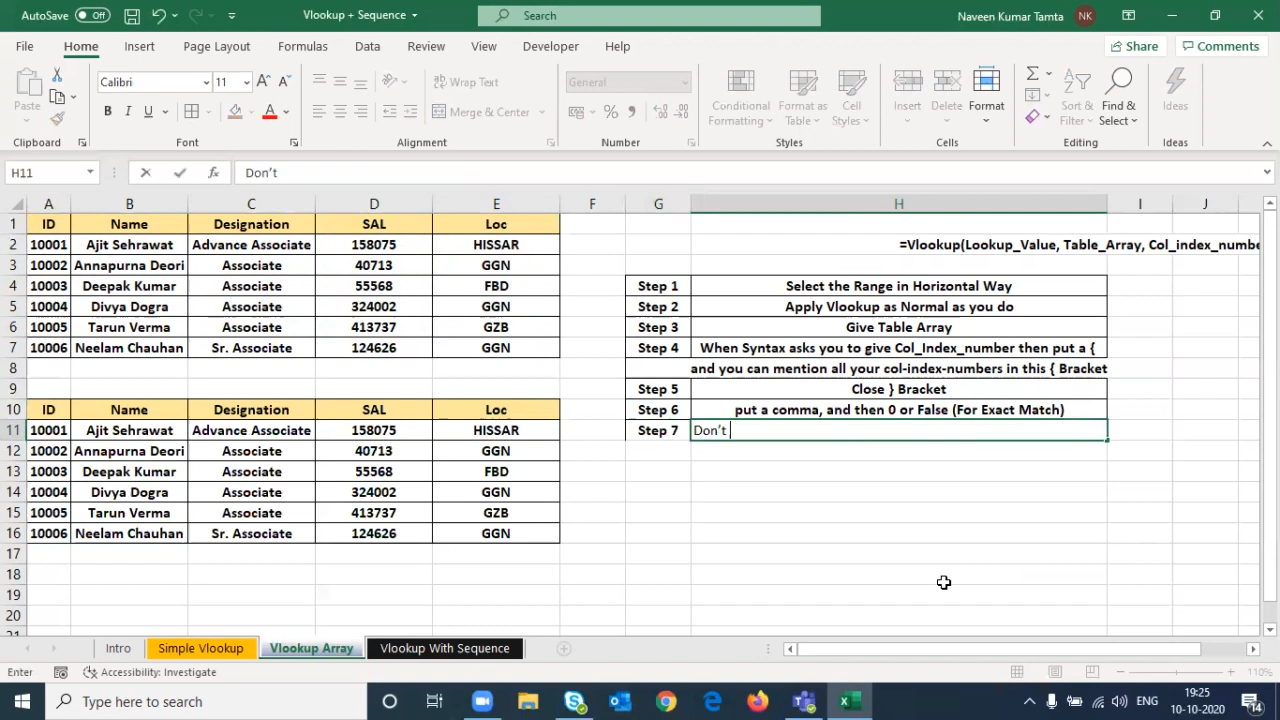 AutoSave Off Vlookup + Sequence Search Naveen Kumar Tamta NK
File Home Insert Page Layout Formulas Data Review View Developer Help Share Comments
Calibri 11 Wrap Text General
Paste Merge & Center Conditional Formatting Format as Table Cell Styles Insert Delete Format Sort & Filter Find & Select Ideas
Clipboard Font Alignment Number Styles Cells Editing Ideas
H11 Don’t
A B C D E F G H I J
1 ID Name Designation SAL Loc
2 10001 Ajit Sehrawat Advance Associate 158075 HISSAR =Vlookup(Lookup_Value, Table_Array, Col_index_numbe
3 10002 Annapurna Deori Associate 40713 GGN
4 10003 Deepak Kumar Associate 55568 FBD Step 1 Select the Range in Horizontal Way
5 10004 Divya Dogra Associate 324002 GGN Step 2 Apply Vlookup as Normal as you do
6 10005 Tarun Verma Associate 413737 GZB Step 3 Give Table Array
7 10006 Neelam Chauhan Sr. Associate 124626 GGN Step 4 When Syntax asks you to give Col_Index_number then put a {
8 and you can mention all your col-index-numbers in this { Bracket
9 Step 5 Close } Bracket
10 ID Name Designation SAL Loc Step 6 put a comma, and then 0 or False (For Exact Match)
11 10001 Ajit Sehrawat Advance Associate 158075 HISSAR Step 7 Don’t
12 10002 Annapurna Deori Associate 40713 GGN
13 10003 Deepak Kumar Associate 55568 FBD
14 10004 Divya Dogra Associate 324002 GGN
15 10005 Tarun Verma Associate 413737 GZB
16 10006 Neelam Chauhan Sr. Associate 124626 GGN
17
18
19
20
21
Intro Simple Vlookup Vlookup Array Vlookup With Sequence
Enter Accessibility: Investigate 110%
Type here to search ENG 19:25
10-10-2020 14